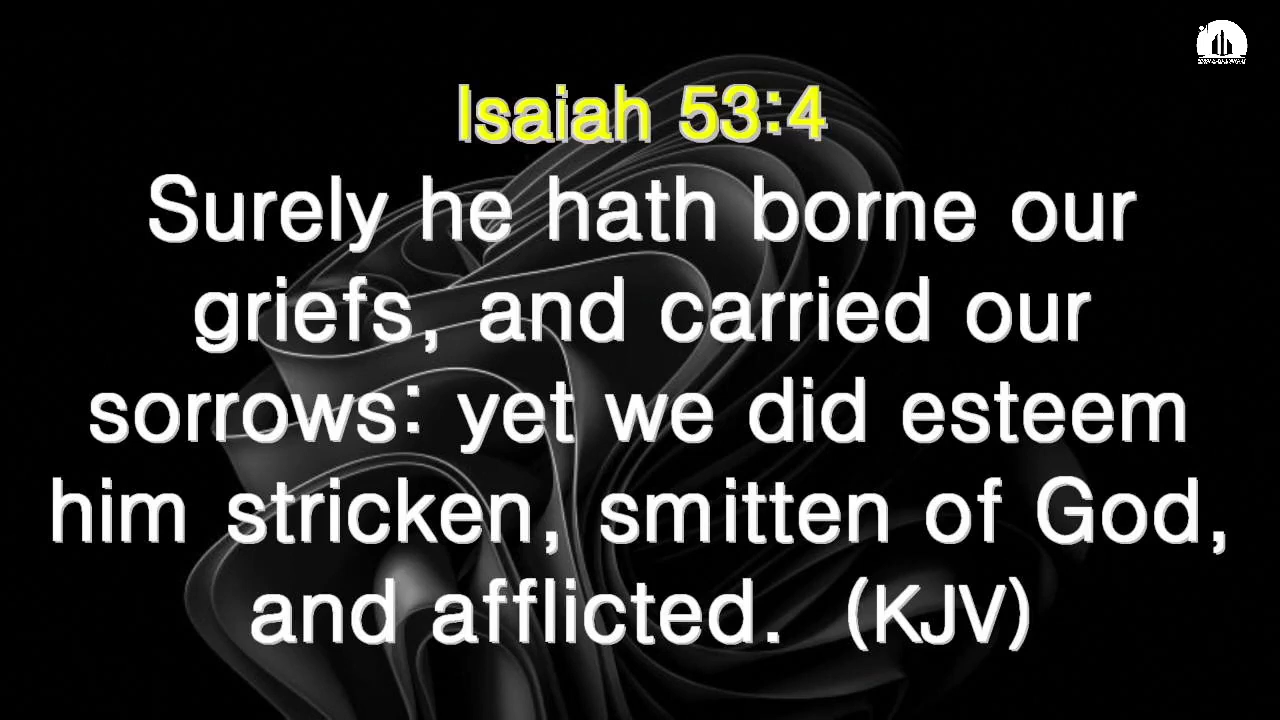 Isaiah 53:4
Surely he hath borne our
griefs, and carried our
sorrows: yet we did esteem
him stricken, smitten of God,
and afflicted. (KJV)